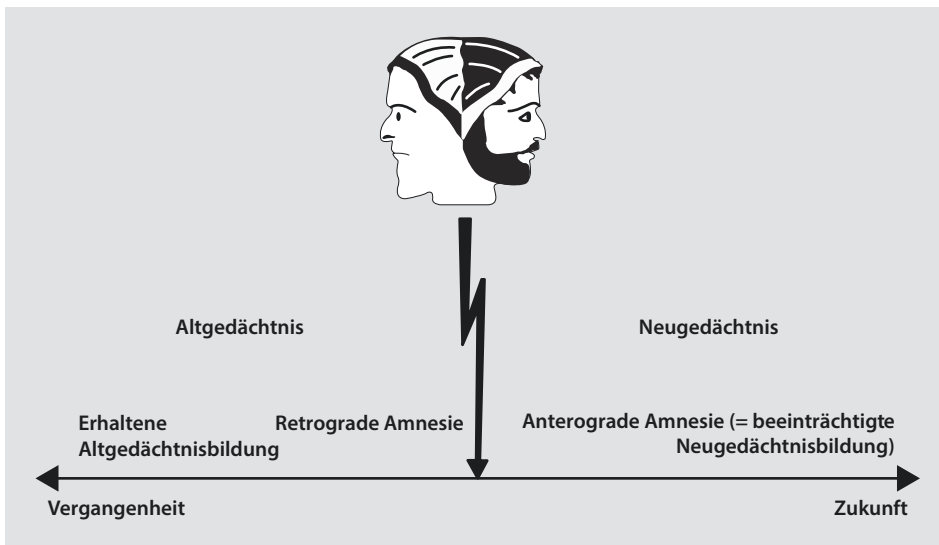 Altgedächtnis
Neugedächtnis
Erhaltene
Altgedächtnisbildung
Retrograde Amnesie
Anterograde Amnesie (= beeinträchtigte
Neugedächtnisbildung)
Vergangenheit
Zukunft